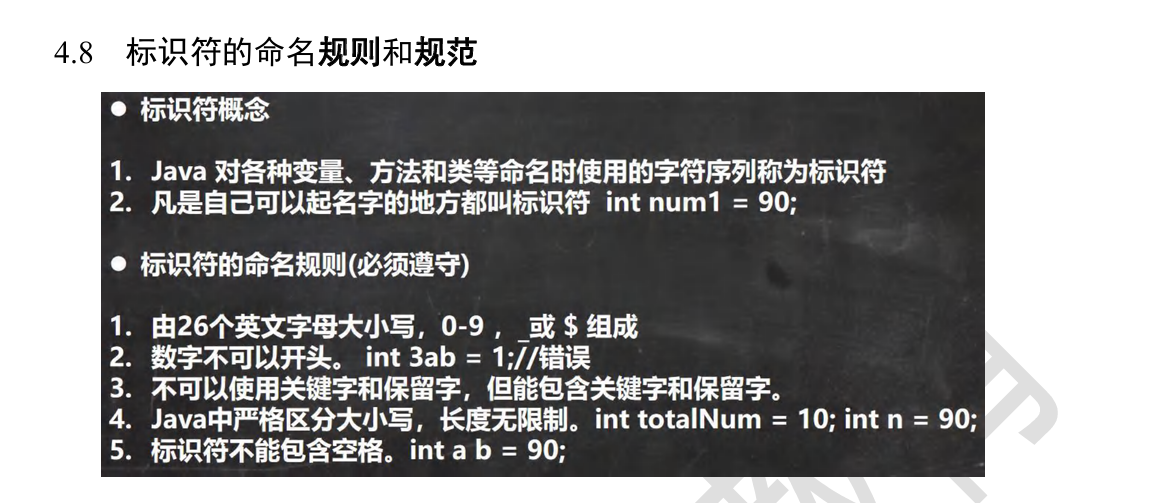 4.8 标识符的命名规则和规范
● 标识符概念
1. Java 对各种变量、方法和类等命名时使用的字符序列称为标识符
2. 凡是自己可以起名字的地方都叫标识符 int num1 = 90;
● 标识符的命名规则(必须遵守)
1. 由26个英文字母大小写，0-9 ，_或 $ 组成
2. 数字不可以开头。 int 3ab = 1;//错误
3. 不可以使用关键字和保留字，但能包含关键字和保留字。
4. Java中严格区分大小写，长度无限制。int totalNum = 10; int n = 90;
5. 标识符不能包含空格。int a b = 90;